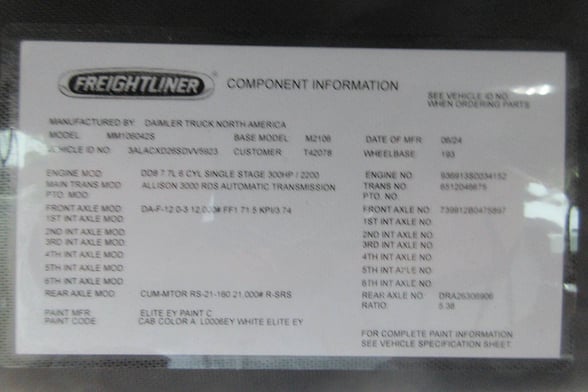 FREIGHTLINER COMPONENT INFORMATION
SEE VEHICLE ID NO
WHEN ORDERING PARTS
MANUFACTURED BY: DAIMLER TRUCK NORTH AMERICA
MODEL MM106042S BASE MODEL M2106 DATE OF MFR 06/24
VEHICLE ID NO. 3ALACXD26SDVV5923 CUSTOMER T42078 WHEELBASE 193
ENGINE MOD DD8 7.7L 6 CYL SINGLE STAGE 300HP / 2200 ENGINE NO 936913S0034152
MAIN TRANS MOD ALLISON 3000 RDS AUTOMATIC TRANSMISSION TRANS NO 6512046675
PTO. MOD PTO. NO
FRONT AXLE MOD DA-F-12.0-3 12,000# FF1 71.5 KPI/3.74 FRONT AXLE NO 739912B0475897
1ST INT AXLE MOD 1ST INT AXLE NO
2ND INT AXLE MOD 2ND INT AXLE NO
3RD INT AXLE MOD 3RD INT AXLE NO
4TH INT AXLE MOD 4TH INT AXLE NO
5TH INT AXLE MOD 5TH INT AXLE NO
6TH INT AXLE MOD 6TH INT AXLE NO
REAR AXLE MOD CUM-MTOR RS-21-160 21,000# R-SRS REAR AXLE NO DRA26306906
RATIO: 5.38
PAINT MFR ELITE EY PAINT C
PAINT CODE: CAB COLOR A: L0006EY WHITE ELITE EY
FOR COMPLETE PAINT INFORMATION
SEE VEHICLE SPECIFICATION SHEET